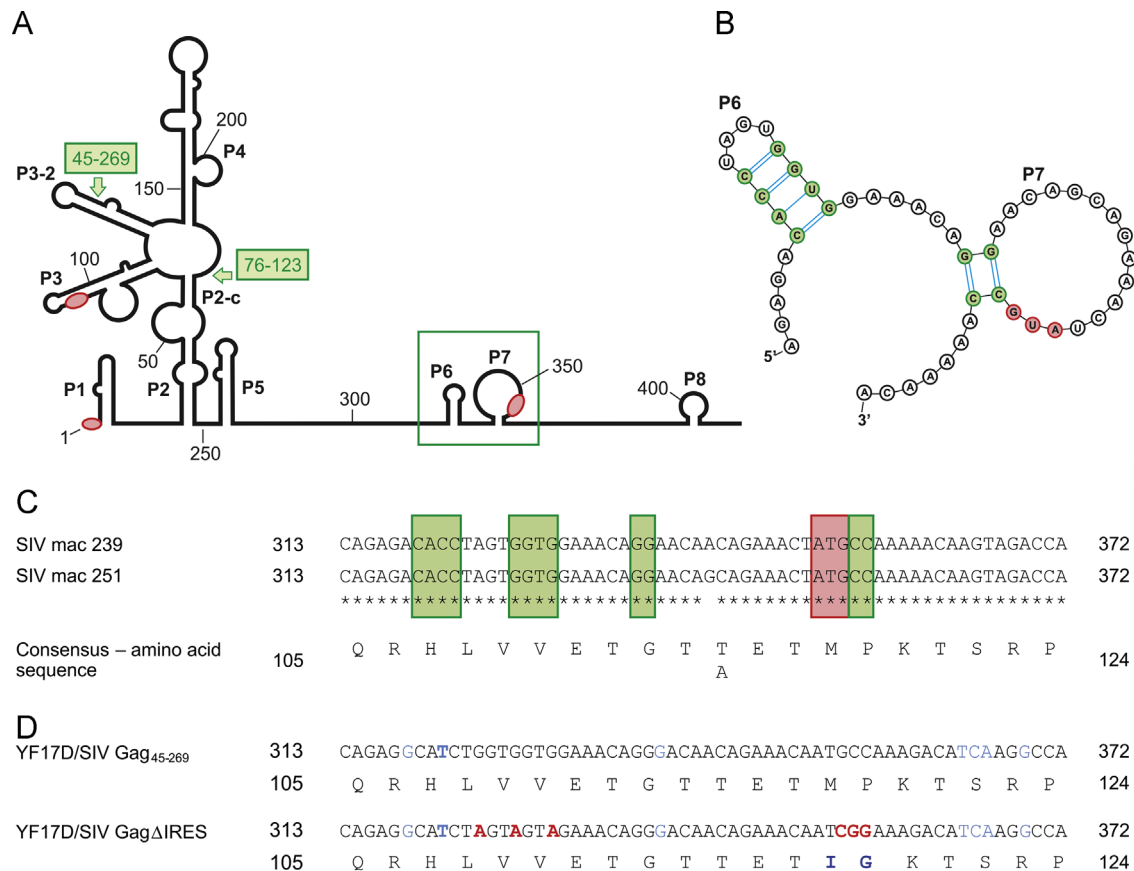 A
B
45-269
P3-2
200
P4
150
100
P3
76-123
P2-c
50
P1
P2
P5
1
250
300
P6
P7
350
400
P8
P6
P7
5'
AGAGACACCUAGUGGUGGAAACAGGAACAGCAGAAACUAUGCCAAAAACA
3'
C
SIV mac 239 313 CAGAGACACCTAGTGGTGGAAACAGGAACAACAGAAACTATGCCAAAAACAAGTAGACCA 372
SIV mac 251 313 CAGAGACACCTAGTGGTGGAAACAGGAACAGCAGAAACTATGCCAAAAACAAGTAGACCA 372
****************************** *****************************
Consensus – amino acid
sequence 105 Q R H L V V E T G T T E T M P K T S R P 124
A
D
YF17D/SIV Gag45-269 313 CAGAGGCATCTGGTGGTGGAAACAGGGACAACAGAAACAATGCCAAAGACATCAAGGCCA 372
105 Q R H L V V E T G T T E T M P K T S R P 124
YF17D/SIV GagΔIRES 313 CAGAGGCATCTAGTAGTAGAAACAGGGACAACAGAAACAATCGGAAAGACATCAAGGCCA 372
105 Q R H L V V E T G T T E T I G K T S R P 124